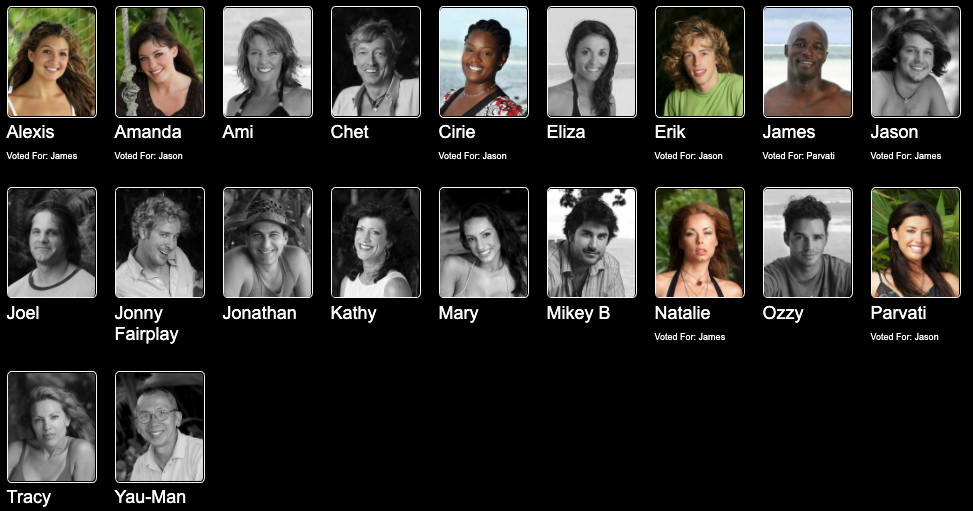 Alexis
Amanda
Ami
Chet
Cirie
Eliza
Erik
James
Jason
Voted For: James
Voted For: Jason
Voted For: Jason
Voted For: Jason
Voted For: Parvati
Voted For: James
Joel
Jonny
Fairplay
Jonathan
Kathy
Mary
Mikey B
Natalie
Ozzy
Parvati
Voted For: James
Voted For: Jason
Tracy
Yau-Man